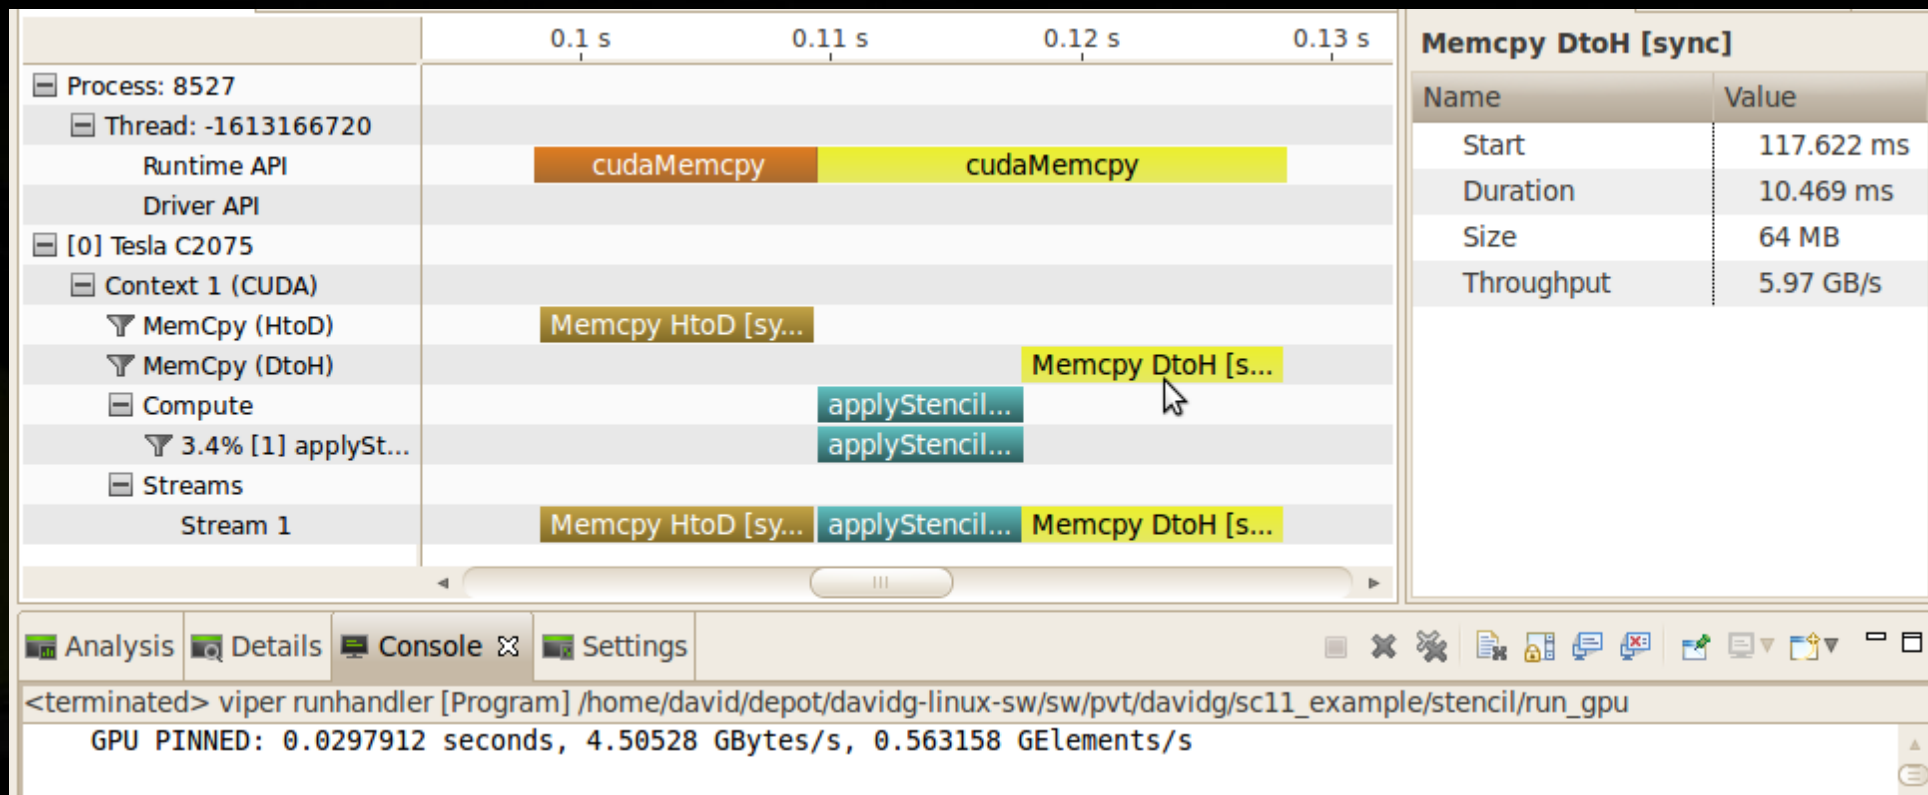 0.1 s 0.11 s 0.12 s 0.13 s
Process: 8527
Thread: -1613166720
Runtime API cudaMemcpy cudaMemcpy
Driver API
[0] Tesla C2075
Context 1 (CUDA)
MemCpy (HtoD) Memcpy HtoD [sy...
MemCpy (DtoH) Memcpy DtoH [s...
Compute applyStencil...
3.4% [1] applySt... applyStencil...
Streams
Stream 1 Memcpy HtoD [sy... applyStencil... Memcpy DtoH [s...
Memcpy DtoH [sync]
Name Value
Start 117.622 ms
Duration 10.469 ms
Size 64 MB
Throughput 5.97 GB/s
Analysis Details Console Settings
<terminated> viper runhandler [Program] /home/david/depot/davidg-linux-sw/sw/pvt/davidg/sc11_example/stencil/run_gpu
GPU PINNED: 0.0297912 seconds, 4.50528 GBytes/s, 0.563158 GElements/s